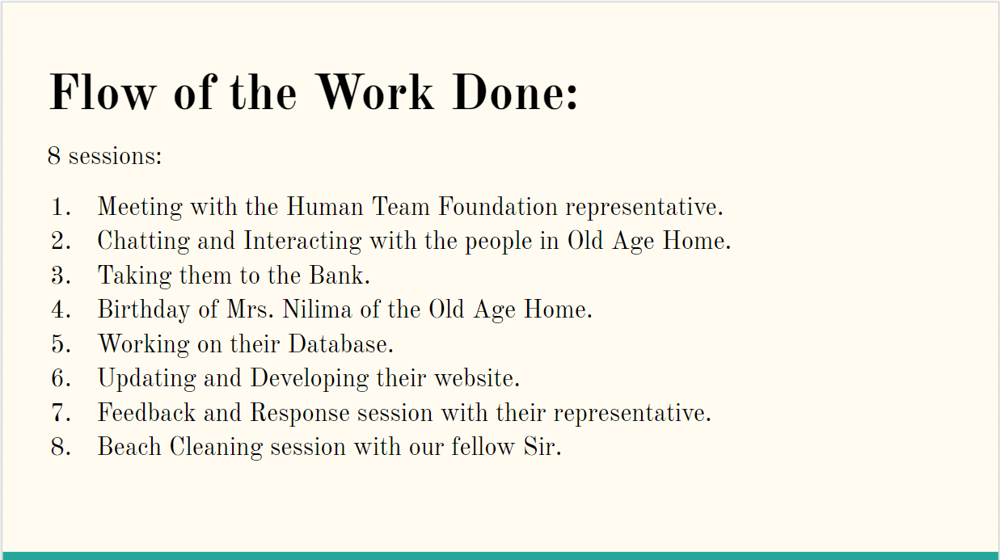 Flow of the Work Done:
8 sessions:
1. Meeting with the Human Team Foundation representative.
2. Chatting and Interacting with the people in Old Age Home.
3. Taking them to the Bank.
4. Birthday of Mrs. Nilima of the Old Age Home.
5. Working on their Database.
6. Updating and Developing their website.
7. Feedback and Response session with their representative.
8. Beach Cleaning session with our fellow Sir.